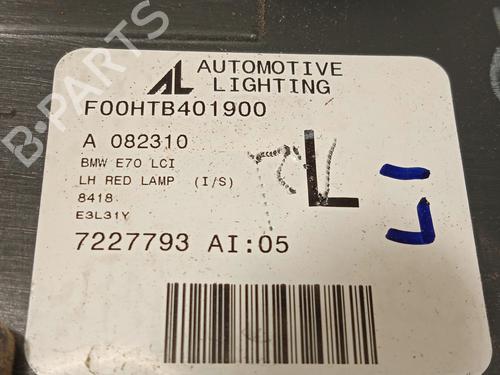 AL AUTOMOTIVE
LIGHTING
F00HTB401900
A 082310
BMW E70 LCI
LH RED LAMP (I/S)
8418
E3L31Y
L
7227793 AI:05
B-PARTS